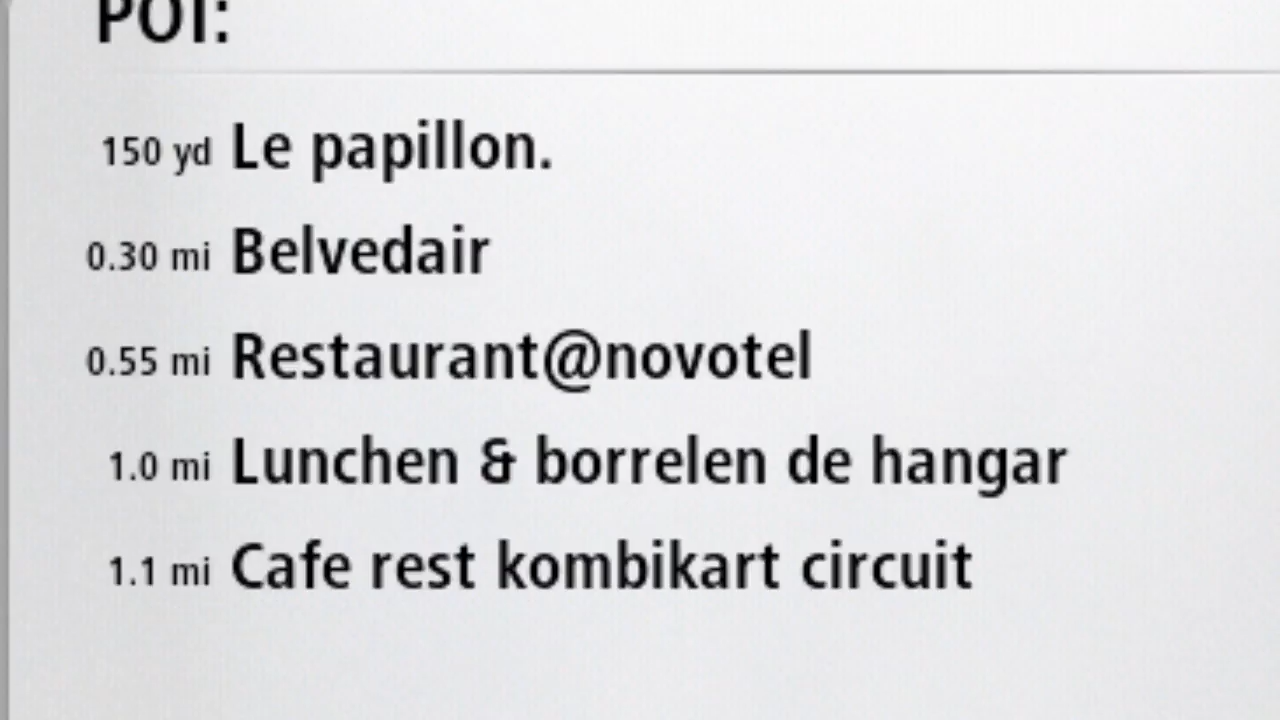 POI:
150 yd Le papillon.
0.30 mi Belvedair
0.55 mi Restaurant@novotel
1.0 mi Lunchen & borrelen de hangar
1.1 mi Cafe rest kombikart circuit